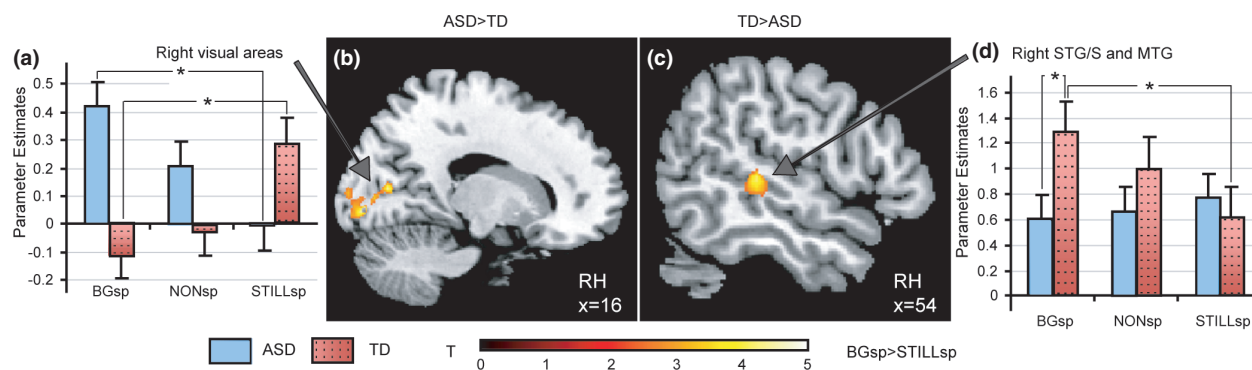 ASD>TD
TD>ASD
(a)
Right visual areas
(b)
(c)
(d)
Right STG/S and MTG
Parameter Estimates
0.5
0.4
0.3
0.2
0.1
0
-0.1
-0.2
*
*
BGsp
NONsp
STILLsp
RH
x=16
RH
x=54
Parameter Estimates
1.6
1.4
1.2
1
0.8
0.6
0.4
0.2
0
*
*
BGsp
NONsp
STILLsp
ASD
TD
T
0
1
2
3
4
5
BGsp>STILLsp